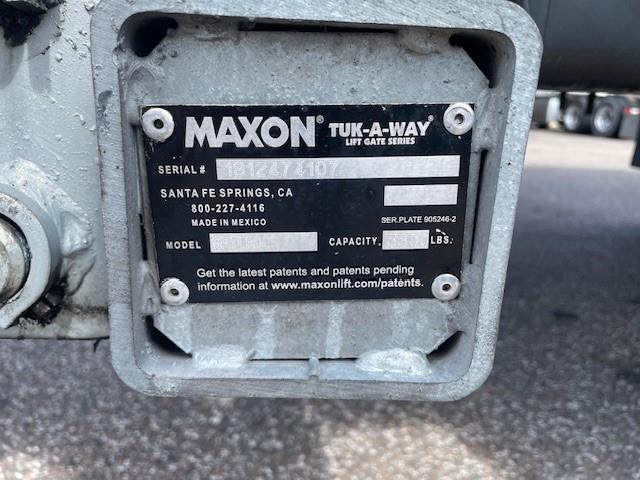 MAXON® TUK-A-WAY®
LIFT GATE SERIES
SERIAL # 1812474107
SANTA FE SPRINGS, CA
800-227-4116
MADE IN MEXICO
SER.PLATE 905246-2
MODEL CAPACITY LBS.
Get the latest patents and patents pending
information at www.maxonlift.com/patents.